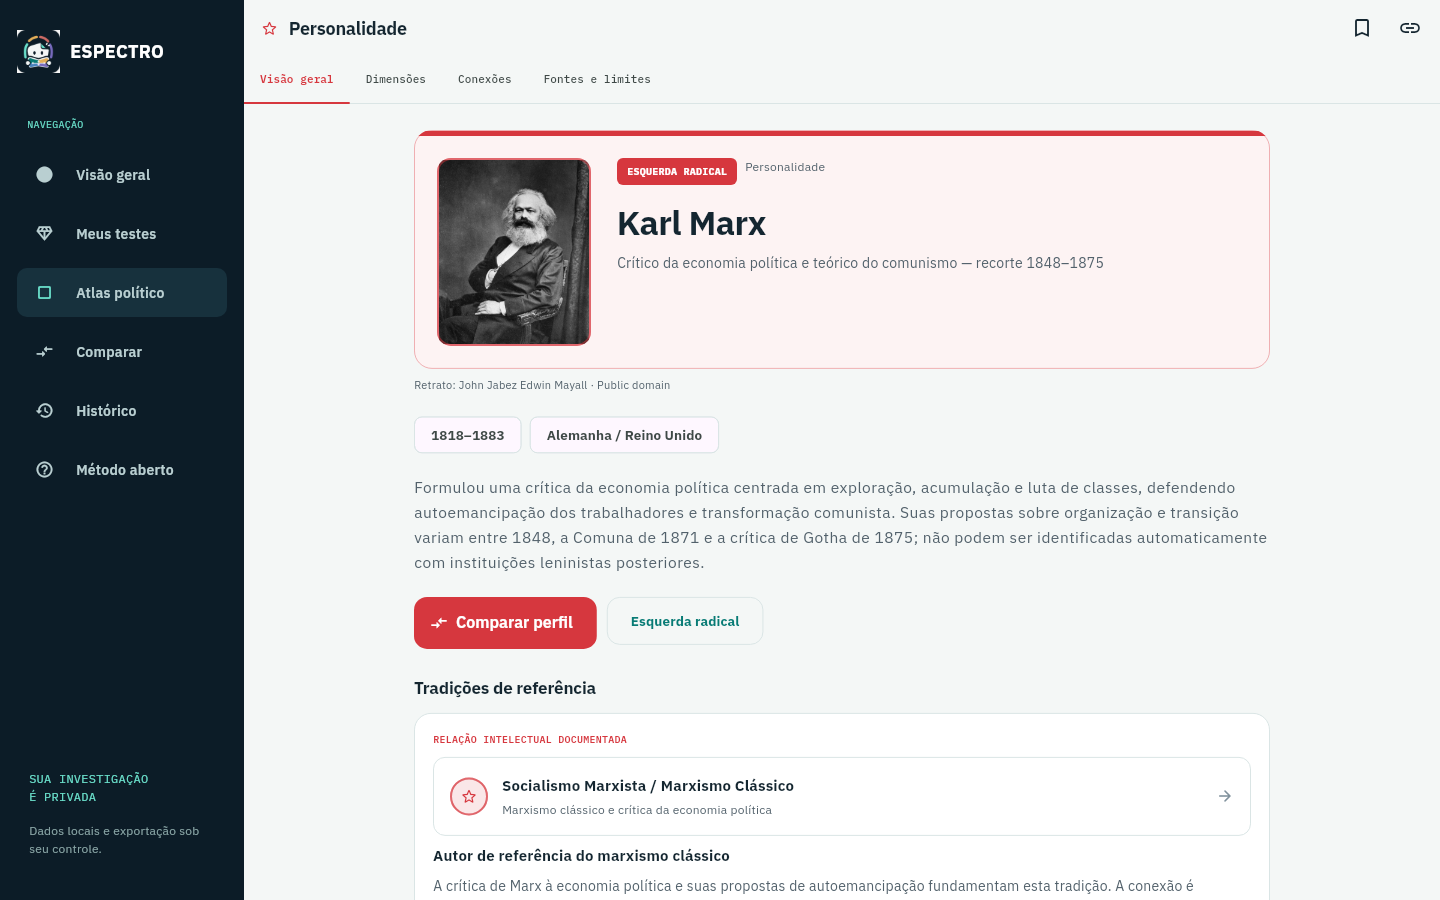 ESPECTRO
NAVEGAÇÃO
Visão geral
Meus testes
Atlas político
Comparar
Histórico
Método aberto
SUA INVESTIGAÇÃO
É PRIVADA
Dados locais e exportação sob
seu controle.
Personalidade
Visão geral
Dimensões
Conexões
Fontes e limites
ESQUERDA RADICAL
Personalidade
Karl Marx
Crítico da economia política e teórico do comunismo — recorte 1848–1875
Retrato: John Jabez Edwin Mayall · Public domain
1818–1883
Alemanha / Reino Unido
Formulou uma crítica da economia política centrada em exploração, acumulação e luta de classes, defendendo
autoemancipação dos trabalhadores e transformação comunista. Suas propostas sobre organização e transição
variam entre 1848, a Comuna de 1871 e a crítica de Gotha de 1875; não podem ser identificadas automaticamente
com instituições leninistas posteriores.
Comparar perfil
Esquerda radical
Tradições de referência
RELAÇÃO INTELECTUAL DOCUMENTADA
Socialismo Marxista / Marxismo Clássico
Marxismo clássico e crítica da economia política
Autor de referência do marxismo clássico
A crítica de Marx à economia política e suas propostas de autoemancipação fundamentam esta tradição. A conexão é